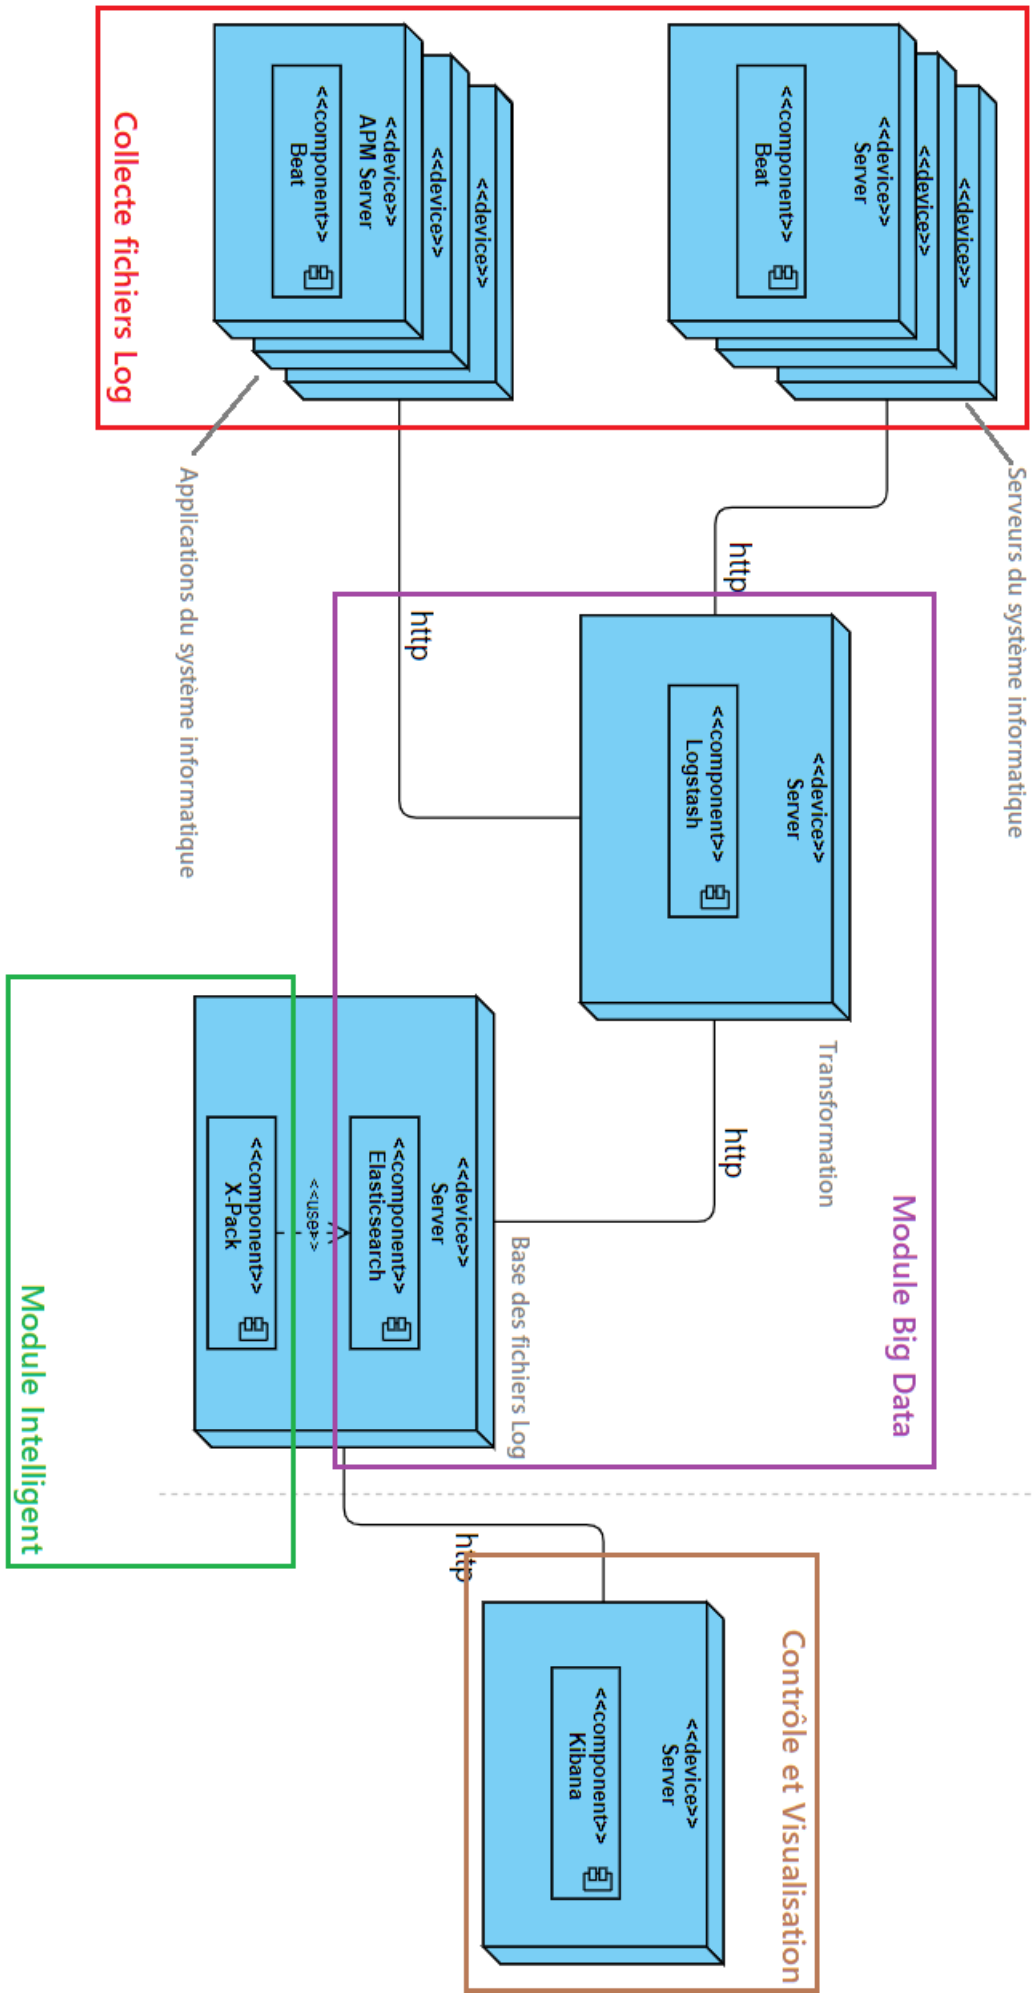 Serveurs du système informatique
<<device>>
<<device>>
<<device>>
Server
<<component>>
Beat
http
<<device>>
<<device>>
<<device>>
APM Server
<<component>>
Beat
http
Collecte fichiers Log
Applications du système informatique
Module Big Data
<<device>>
Server
<<component>>
Logstash
Transformation
http
Base des fichiers Log
<<device>>
Server
<<component>>
Elasticsearch
<<use>>
<<component>>
X-Pack
Module Intelligent
http
Contrôle et Visualisation
<<device>>
Server
<<component>>
Kibana